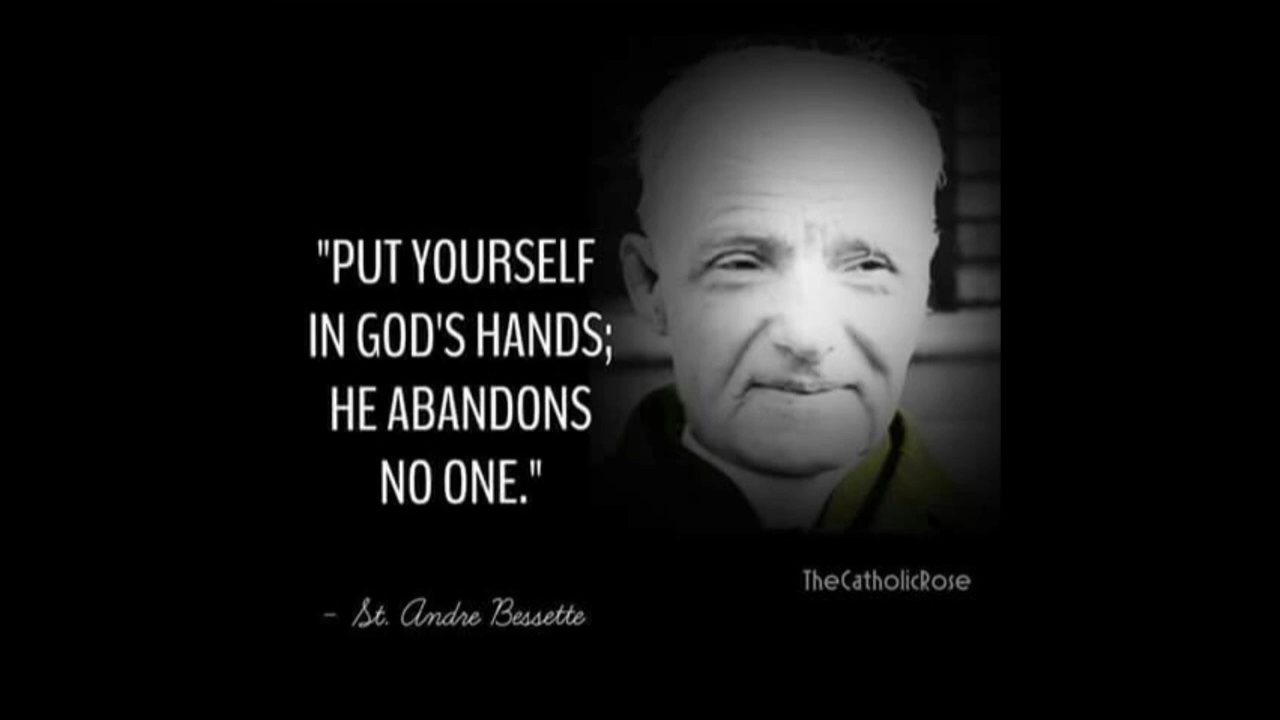 "PUT YOURSELF
IN GOD'S HANDS;
HE ABANDONS
NO ONE."
TheCatholicRose
- St. Andre Bessette